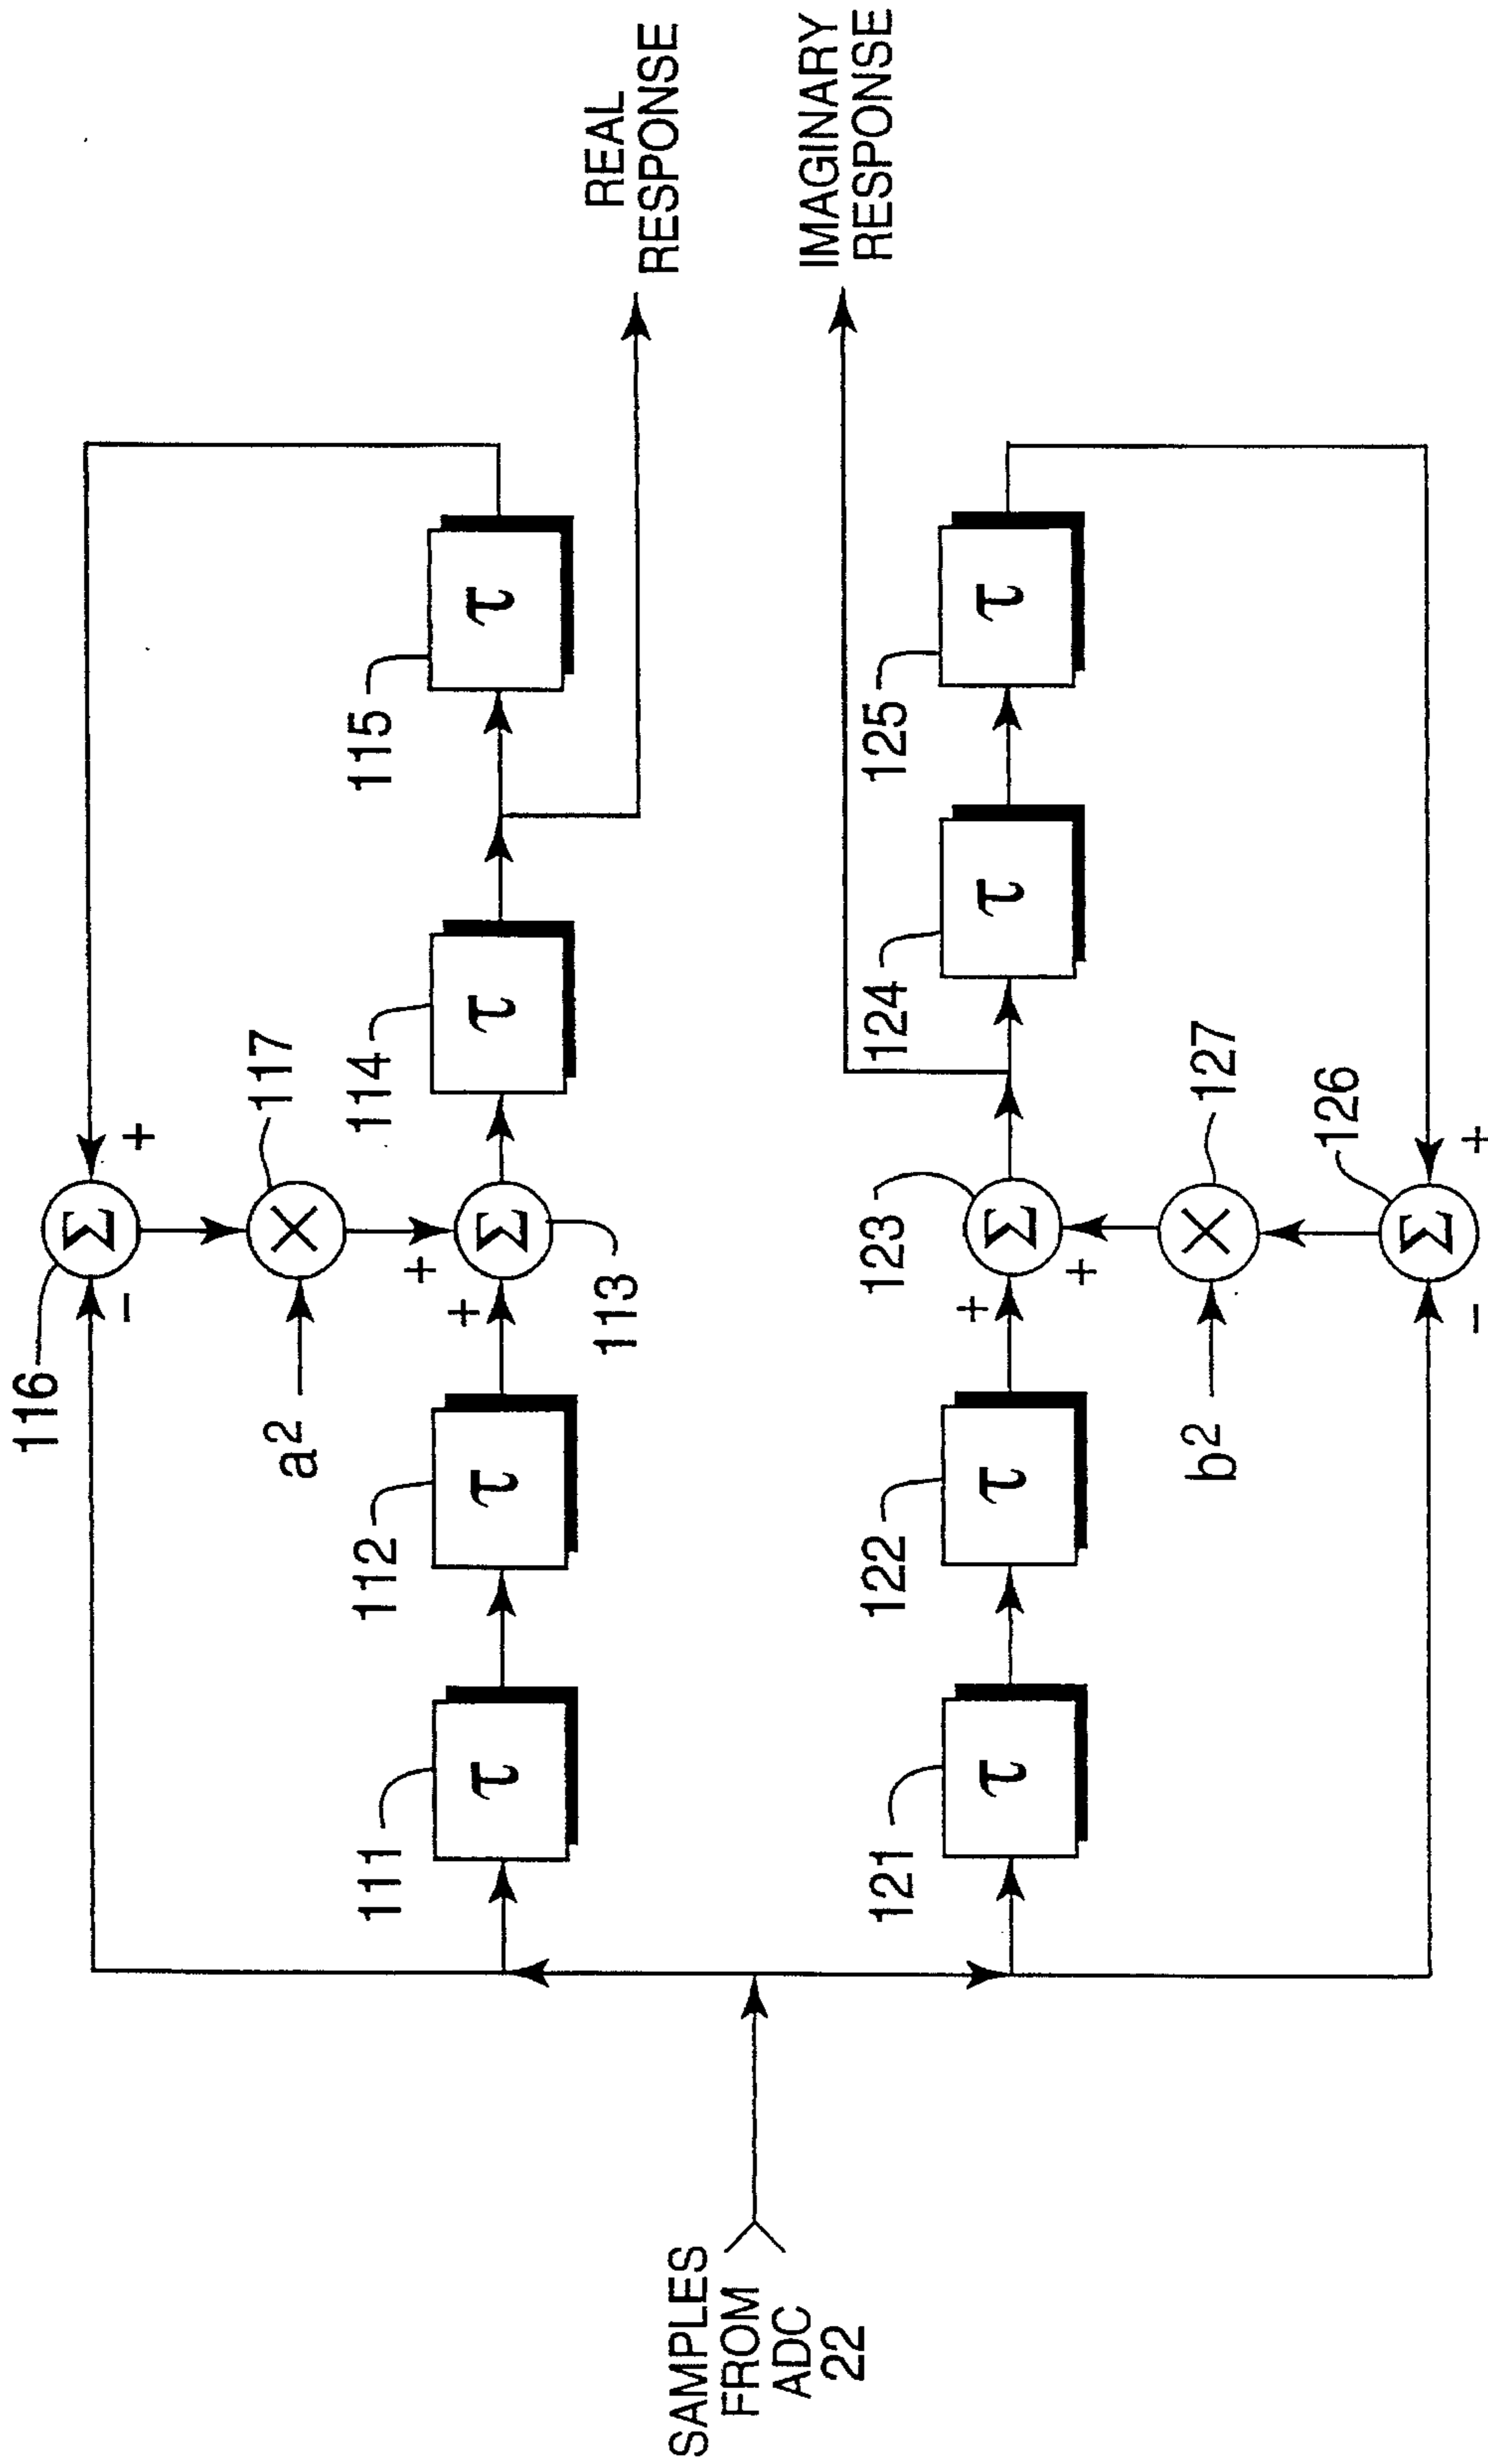 SAMPLES
FROM
ADC
22
116
+
−
117
a²
+
+
113
111
τ
112
τ
Σ
114
τ
115
τ
Σ
×
REAL
RESPONSE
IMAGINARY
RESPONSE
121
τ
122
τ
123
Σ
+
+
124
τ
125
τ
127
×
b²
126
Σ
+
−